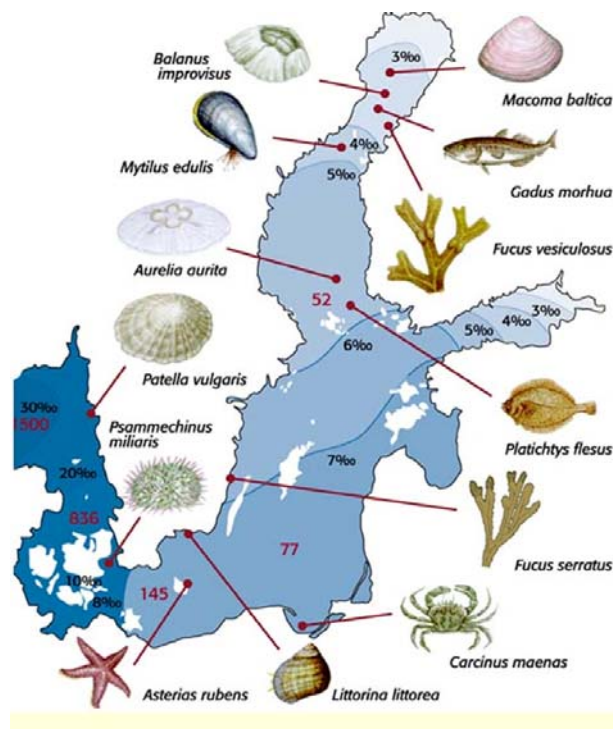 3‰
Balanus
improvisus
Macoma baltica
4‰
Mytilus edulis
5‰
Gadus morhua
Fucus vesiculosus
Aurelia aurita
52
3‰
4‰
5‰
6‰
Patella vulgaris
30‰
1500
Psammechinus
miliaris
Platichtys flesus
7‰
20‰
836
77
Fucus serratus
10‰
8‰
145
Carcinus maenas
Asterias rubens
Littorina littorea